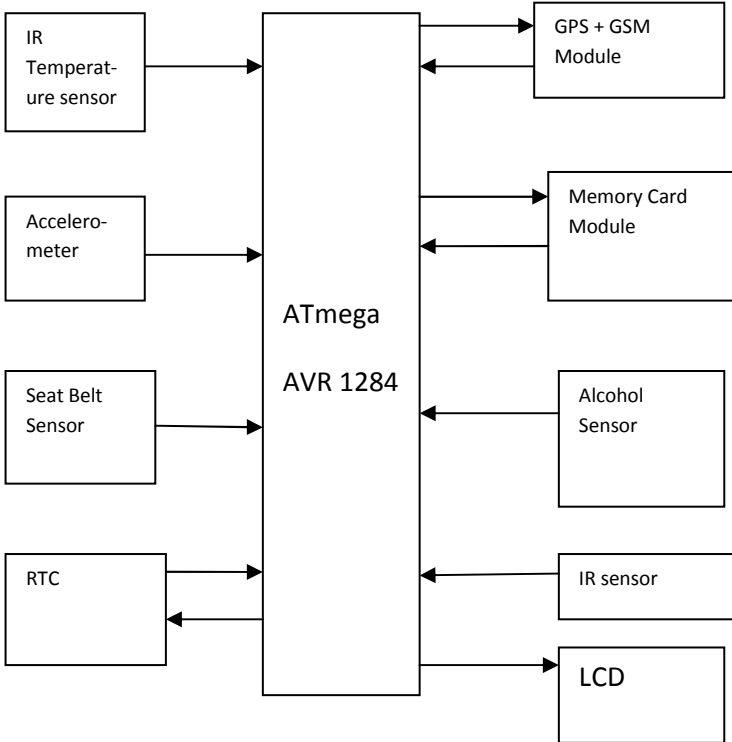 IR
Temperat-
ure sensor
Accelero-
meter
Seat Belt
Sensor
RTC
ATmega
AVR 1284
GPS + GSM
Module
Memory Card
Module
Alcohol
Sensor
IR sensor
LCD